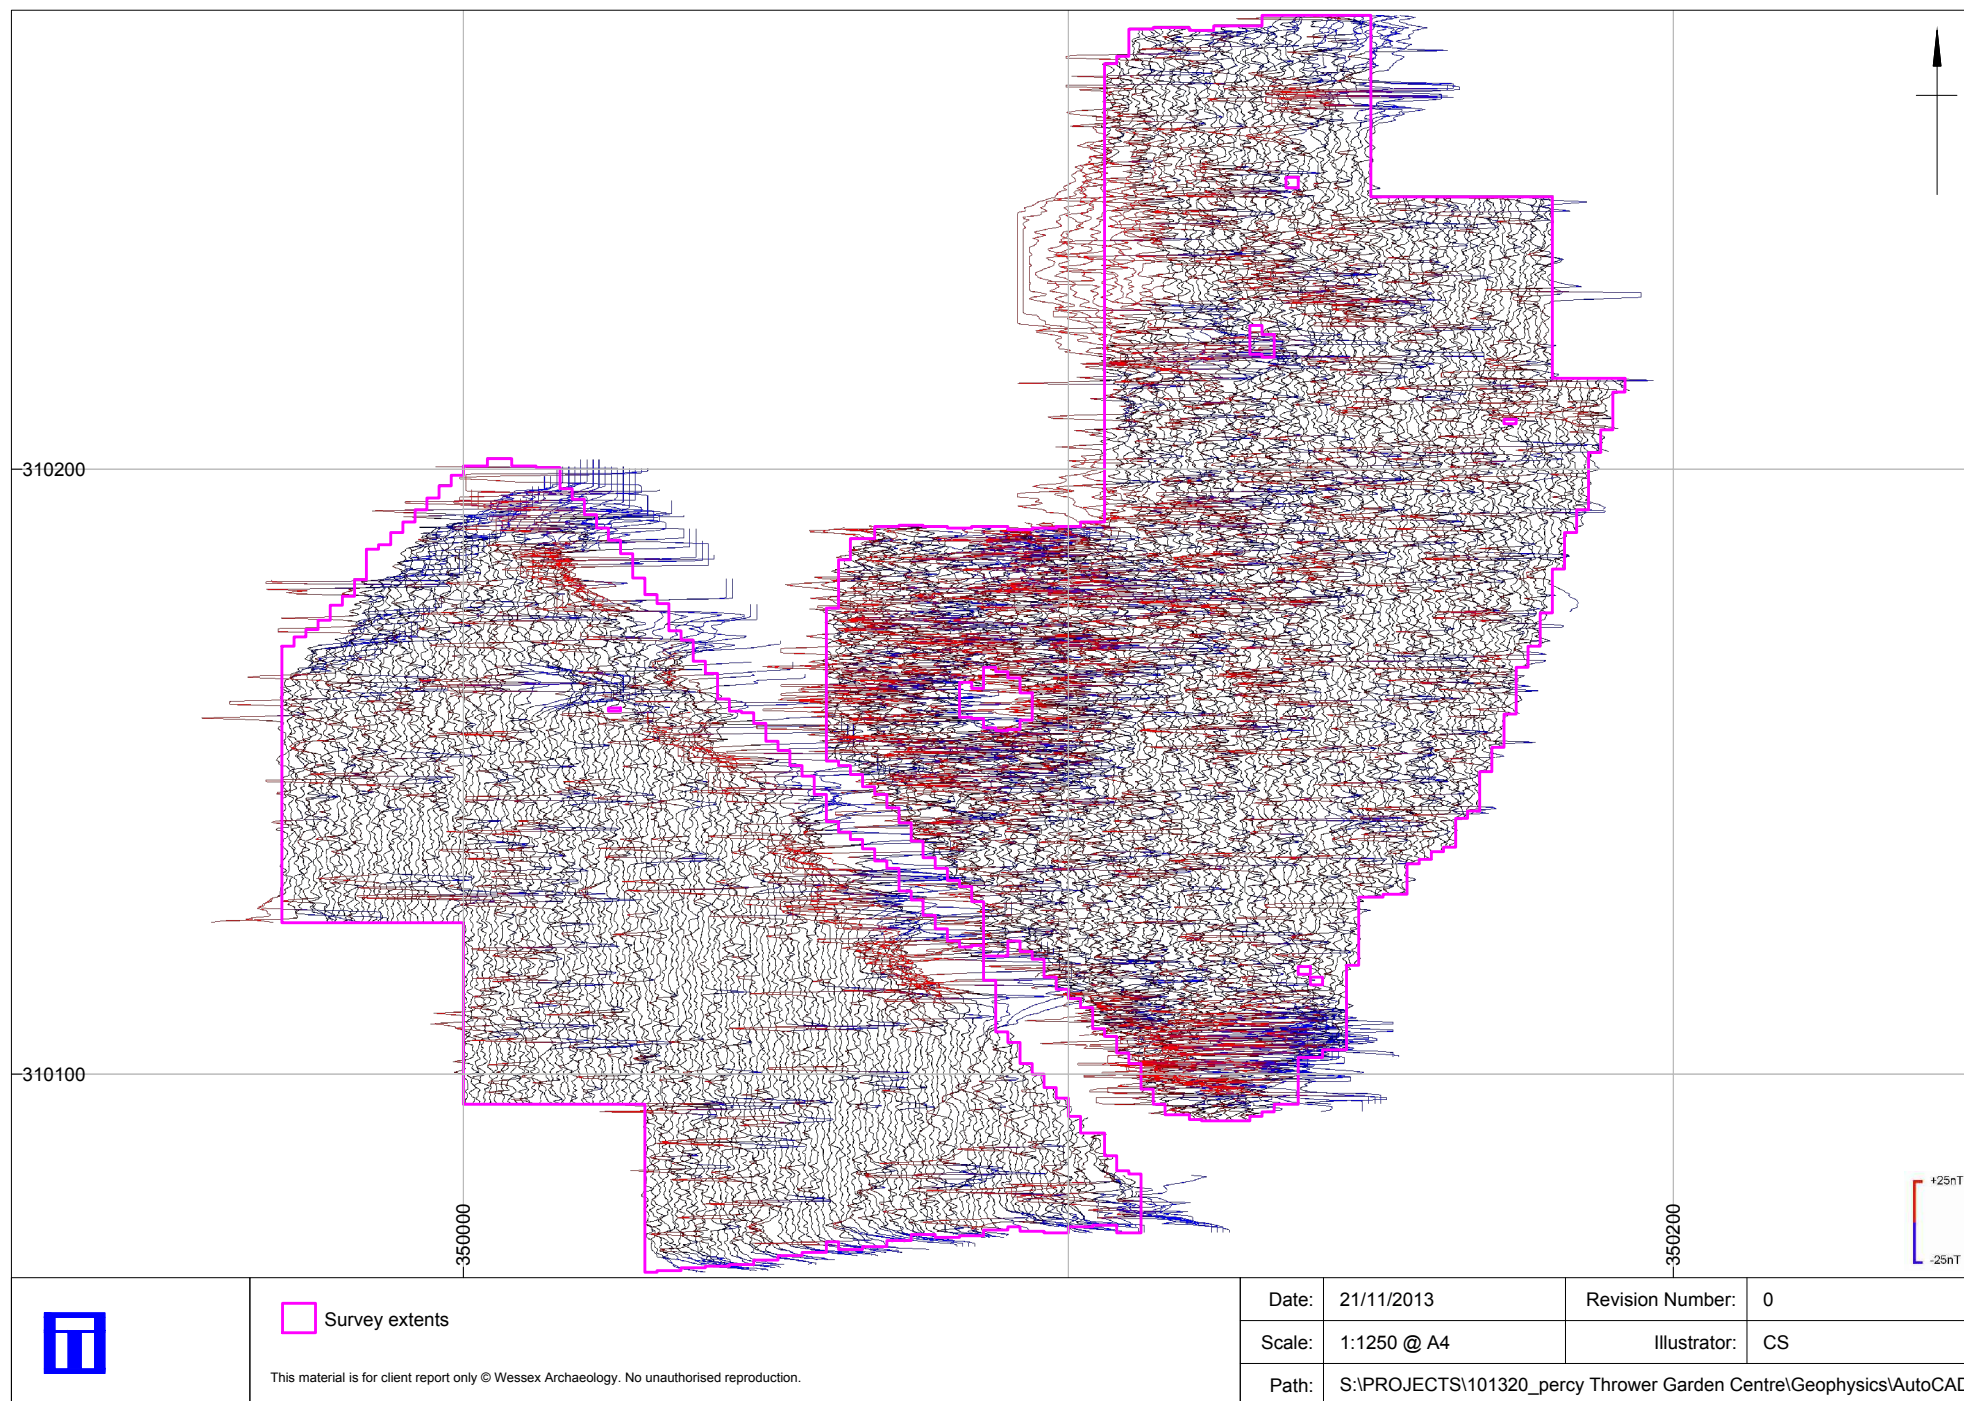 310200
310100
350000
350200
+25nT
-25nT
Survey extents
This material is for client report only © Wessex Archaeology. No unauthorised reproduction.
Date: 21/11/2013 Revision Number: 0
Scale: 1:1250 @ A4 Illustrator: CS
Path: S:\PROJECTS\101320_percy Thrower Garden Centre\Geophysics\AutoCAD